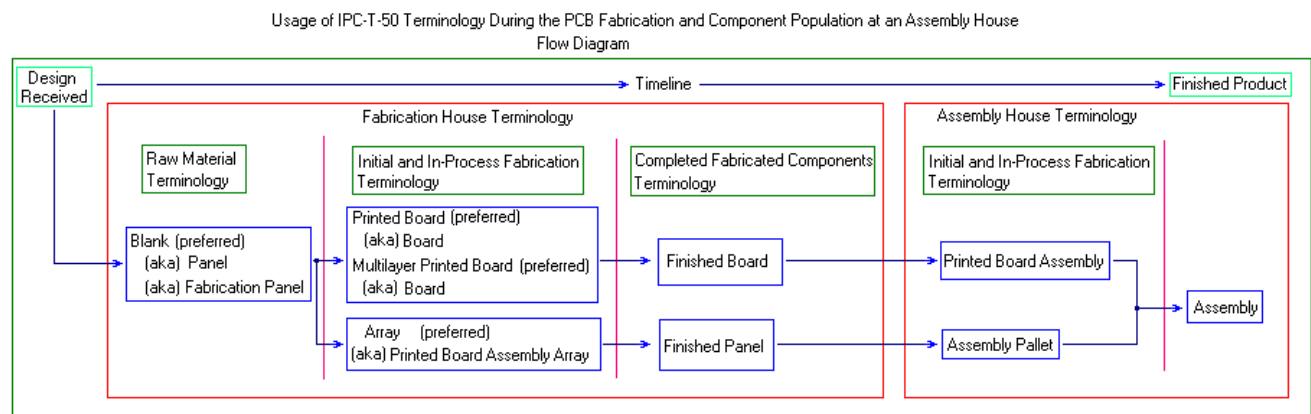 Usage of IPC-T-50 Terminology During the PCB Fabrication and Component Population at an Assembly House
Flow Diagram
Design
Received
Timeline
Finished Product
Fabrication House Terminology
Assembly House Terminology
Raw Material
Terminology
Initial and In-Process Fabrication
Terminology
Completed Fabricated Components
Terminology
Initial and In-Process Fabrication
Terminology
Blank (preferred)
(aka) Panel
(aka) Fabrication Panel
Printed Board (preferred)
(aka) Board
Multilayer Printed Board (preferred)
(aka) Board
Finished Board
Printed Board Assembly
Assembly
Array (preferred)
(aka) Printed Board Assembly Array
Finished Panel
Assembly Pallet